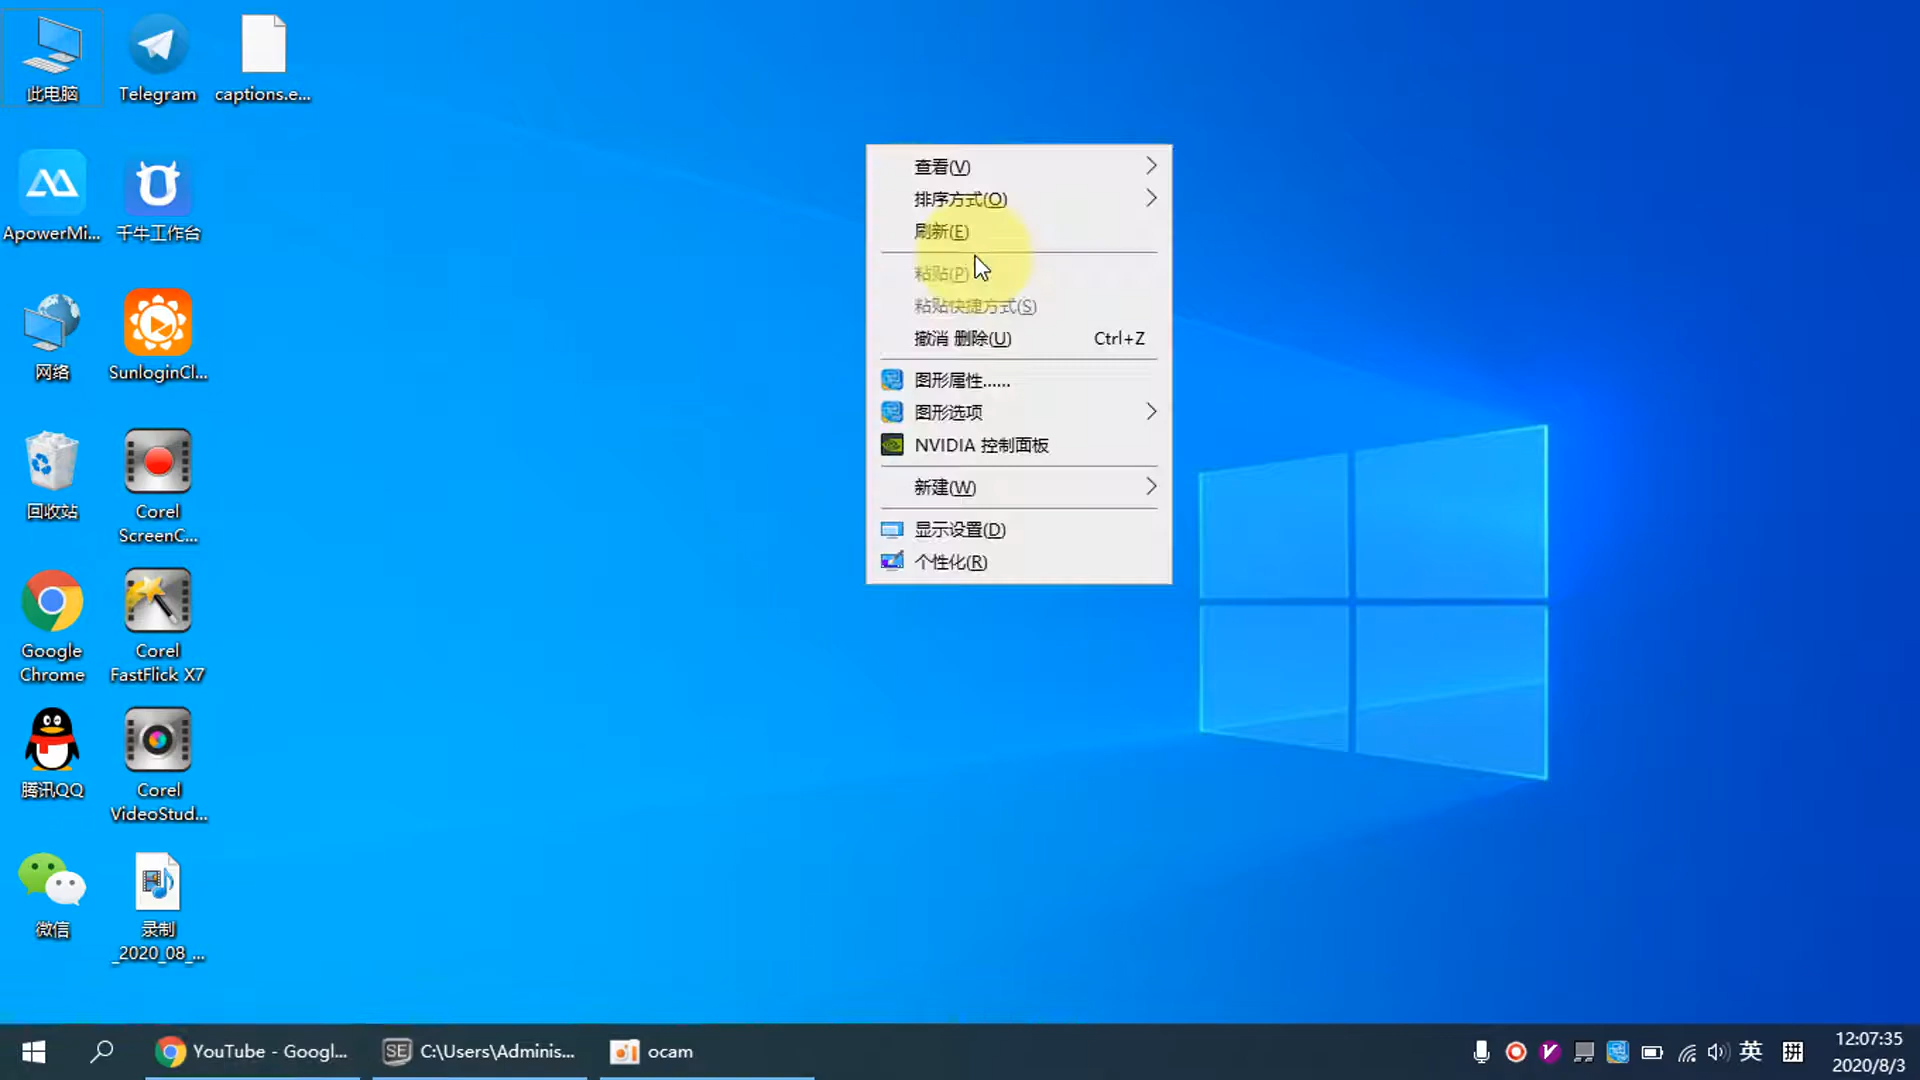 此电脑
Telegram
captions.e...
ApowerMi...
千牛工作台
网络
SunloginCl...
回收站
Corel
ScreenC...
Google
Chrome
Corel
FastFlick X7
腾讯QQ
Corel
VideoStud...
微信
录制
_2020_08_...
查看(V)
排序方式(O)
刷新(E)
粘贴(P)
粘贴快捷方式(S)
撤消 删除(U) Ctrl+Z
图形属性......
图形选项
NVIDIA 控制面板
新建(W)
显示设置(D)
个性化(R)
YouTube - Googl...
SE
C:\Users\Adminis...
ocam
英
拼
12:07:35
2020/8/3